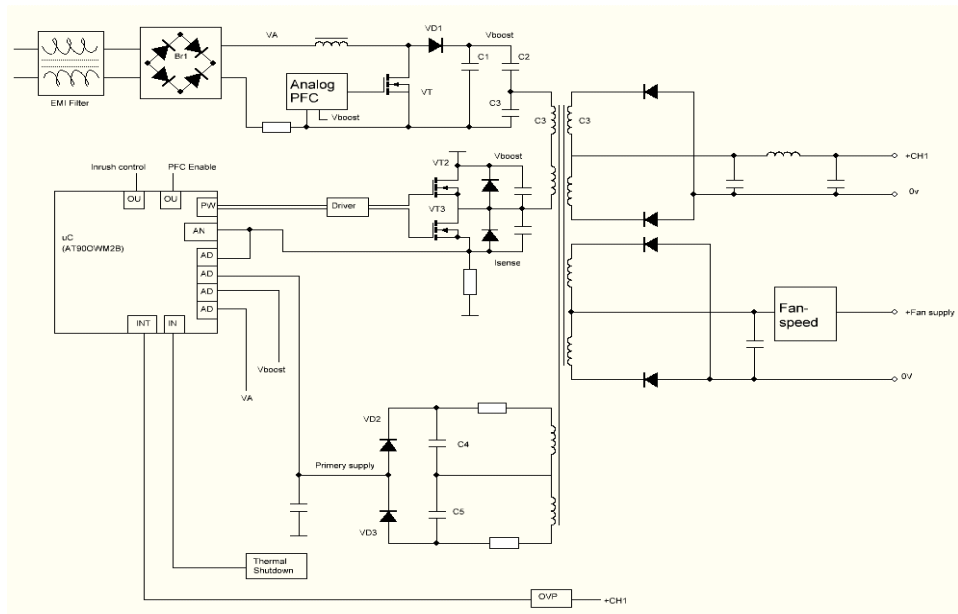 VA
VD1
Vboost
Br1
C1
C2
EMI Filter
Analog
PFC
VT
Vboost
C3
C3
C3
+CH1
Inrush control
PFC Enable
VT2
Vboost
0v
OU
OU
PW
Driver
VT3
AN
uC
(AT90OWM2B)
AD
Isense
AD
AD
AD
Fan-
speed
+Fan supply
INT
IN
Vboost
0V
VA
VD2
C4
Primery supply
C5
VD3
Thermal
Shutdown
OVP
+CH1